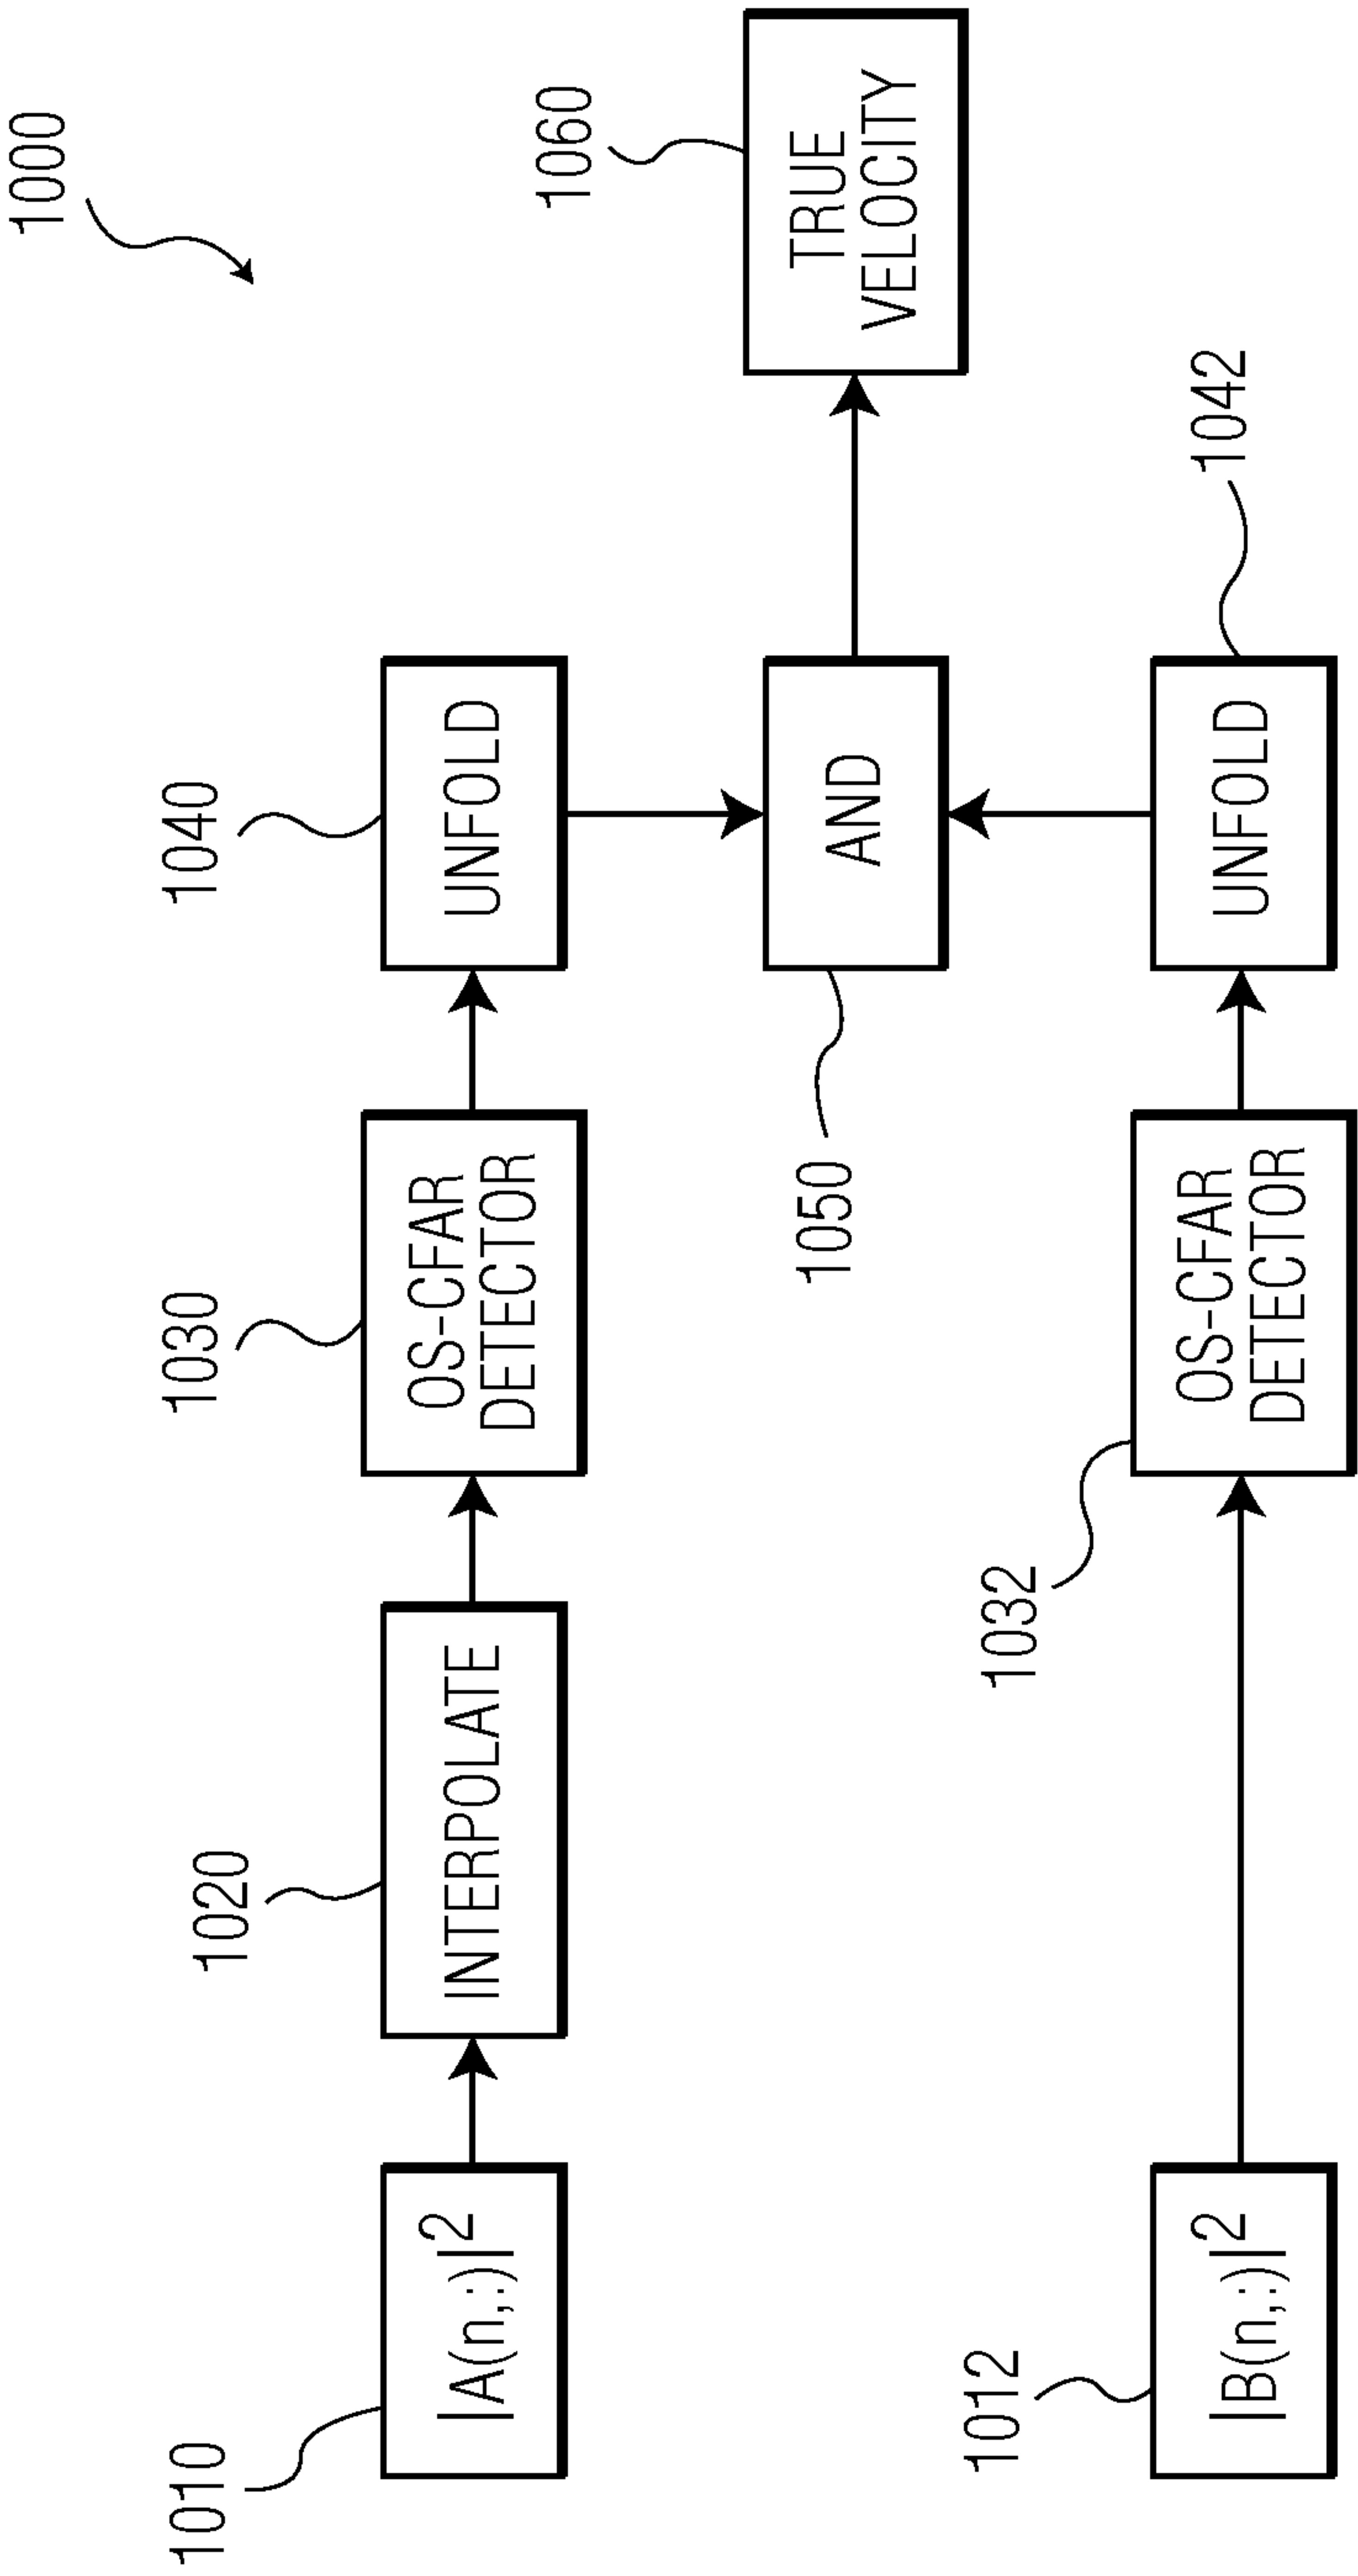 1000
1010
|A(n,:)|²
1020
INTERPOLATE
1030
OS-CFAR
DETECTOR
1040
UNFOLD
1050
AND
1060
TRUE
VELOCITY
1012
|B(n,:)|²
1032
OS-CFAR
DETECTOR
1042
UNFOLD